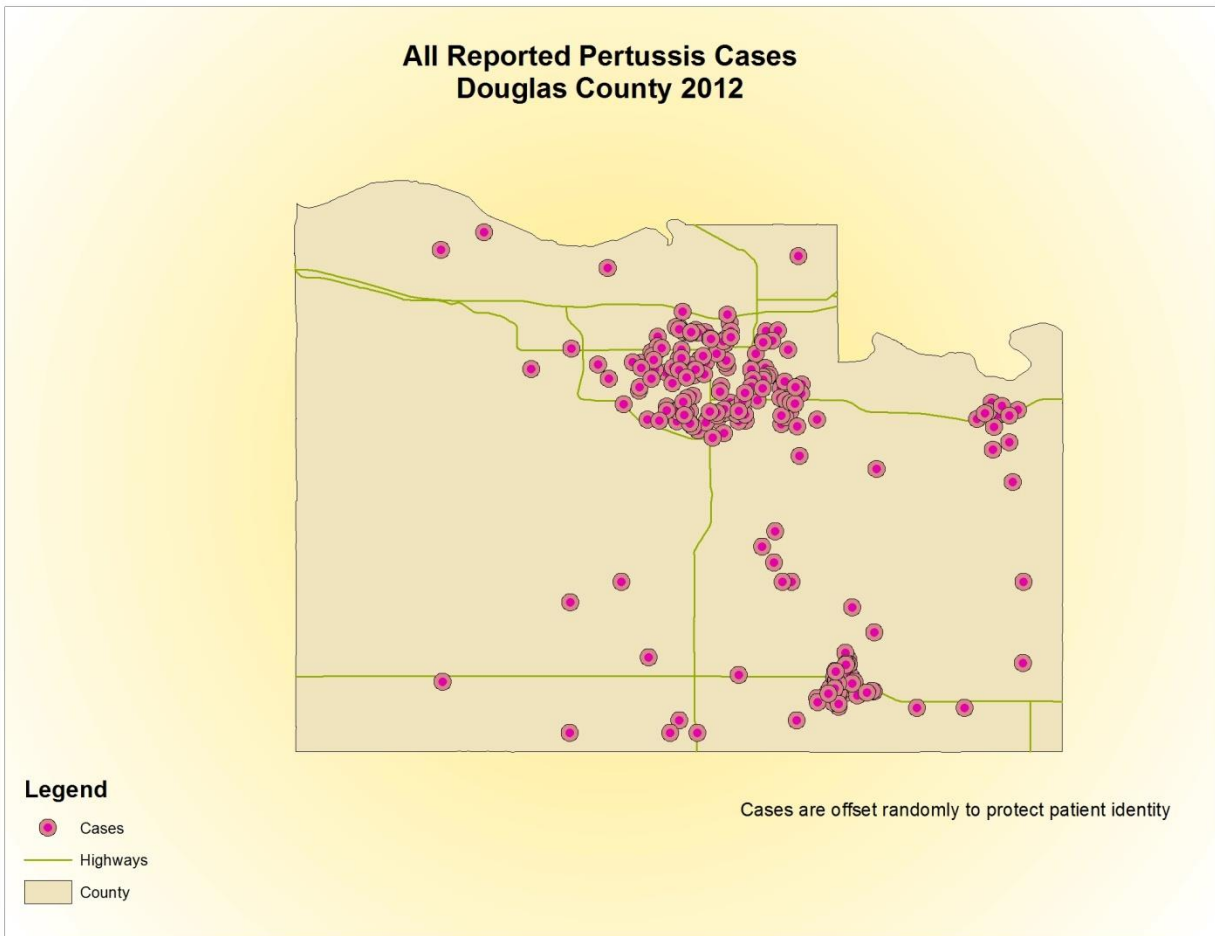 All Reported Pertussis Cases
Douglas County 2012
Legend
Cases
Highways
County
Cases are offset randomly to protect patient identity